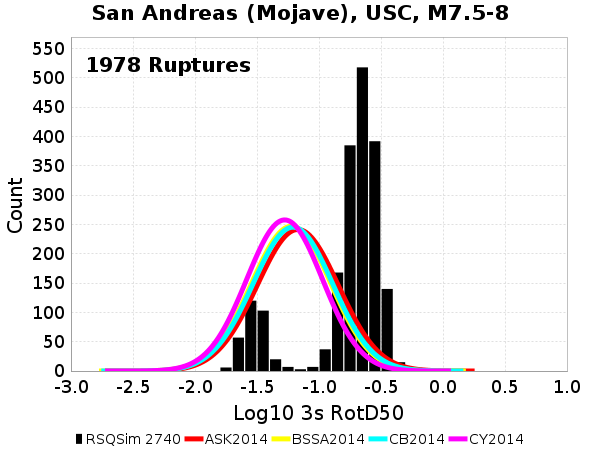 San Andreas (Mojave), USC, M7.5-8
1978 Ruptures
550
500
450
400
350
300
250
200
150
100
50
0
Count
-3.0 -2.5 -2.0 -1.5 -1.0 -0.5 0.0 0.5 1.0
Log10 3s RotD50
RSQSim 2740 ASK2014 BSSA2014 CB2014 CY2014